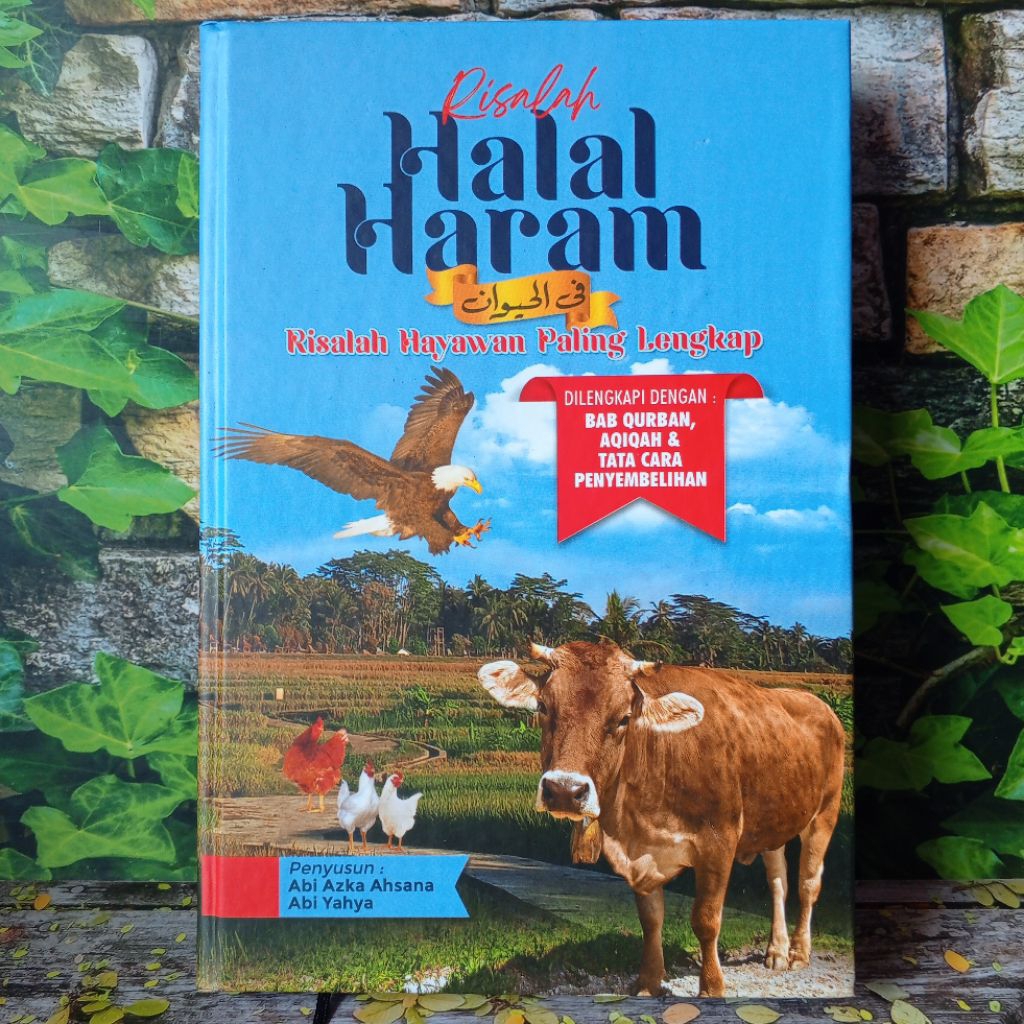 Risalah
Halal
Haram
في الحيوان
Risalah Hayawan Paling Lengkap
DILENGKAPI DENGAN :
BAB QURBAN,
AQIQAH &
TATA CARA
PENYEMBELIHAN
Penyusun :
Abi Azka Ahsana
Abi Yahya